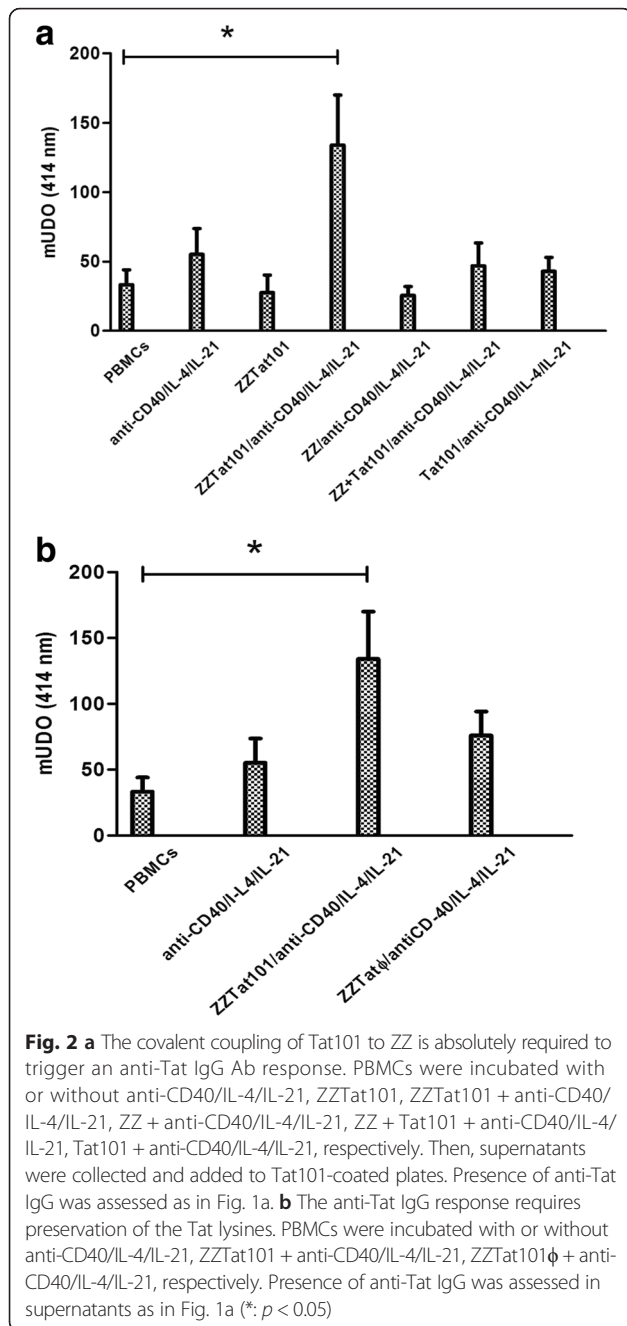 a
*
200
150
100
50
0
mUDO (414 nm)
PBMCs
anti-CD40/IL-4/IL-21
ZZTat101
ZZTat101/anti-CD40/IL-4/IL-21
ZZ/anti-CD40/IL-4/IL-21
ZZ+Tat101/anti-CD40/IL-4/IL-21
Tat101/anti-CD40/IL-4/IL-21
b
*
200
150
100
50
0
mUDO (414 nm)
PBMCs
anti-CD40/I-L4/IL-21
ZZTat101/anti-CD40/IL-4/IL-21
ZZTatϕ/antiCD-40/IL-4/IL-21
Fig. 2 a The covalent coupling of Tat101 to ZZ is absolutely required to
trigger an anti-Tat IgG Ab response. PBMCs were incubated with
or without anti-CD40/IL-4/IL-21, ZZTat101, ZZTat101 + anti-CD40/
IL-4/IL-21, ZZ + anti-CD40/IL-4/IL-21, ZZ + Tat101 + anti-CD40/IL-4/
IL-21, Tat101 + anti-CD40/IL-4/IL-21, respectively. Then, supernatants
were collected and added to Tat101-coated plates. Presence of anti-Tat
IgG was assessed as in Fig. 1a. b The anti-Tat IgG response requires
preservation of the Tat lysines. PBMCs were incubated with or without
anti-CD40/IL-4/IL-21, ZZTat101 + anti-CD40/IL-4/IL-21, ZZTat101ϕ + anti-
CD40/IL-4/IL-21, respectively. Presence of anti-Tat IgG was assessed in
supernatants as in Fig. 1a (*: p < 0.05)